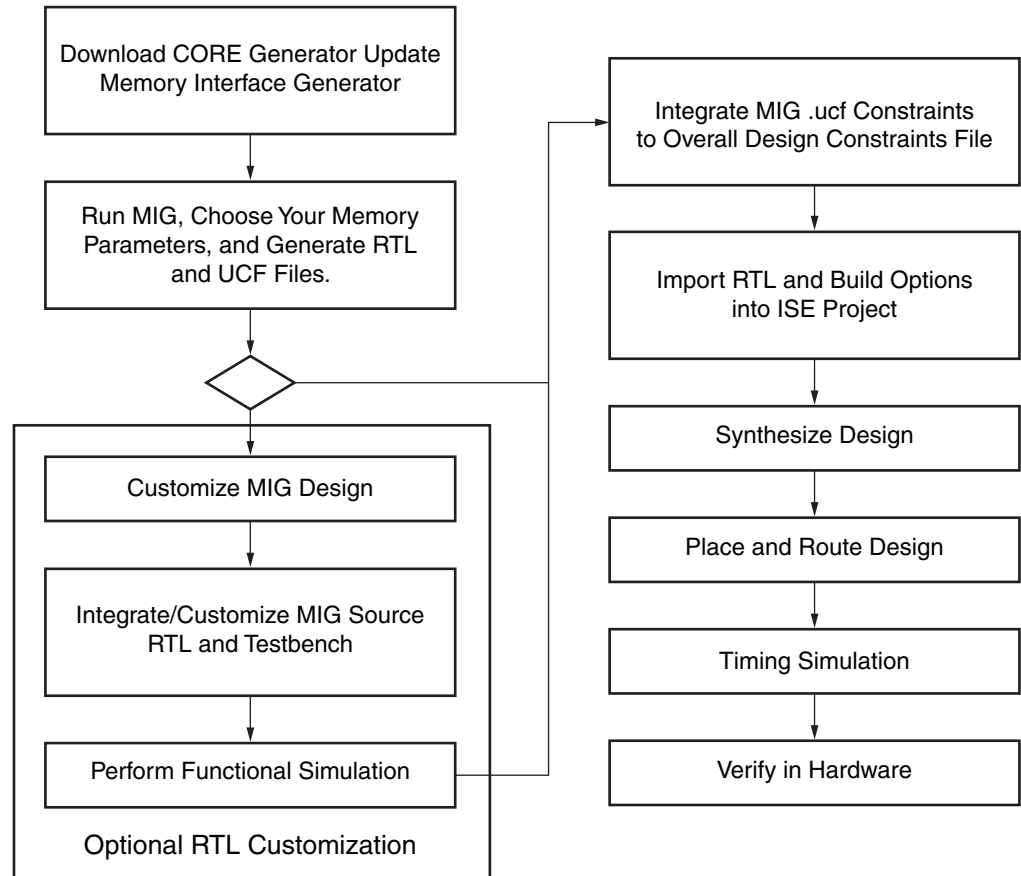 Download CORE Generator Update
Memory Interface Generator
Run MIG, Choose Your Memory
Parameters, and Generate RTL
and UCF Files.
Customize MIG Design
Integrate/Customize MIG Source
RTL and Testbench
Perform Functional Simulation
Optional RTL Customization
Integrate MIG .ucf Constraints
to Overall Design Constraints File
Import RTL and Build Options
into ISE Project
Synthesize Design
Place and Route Design
Timing Simulation
Verify in Hardware